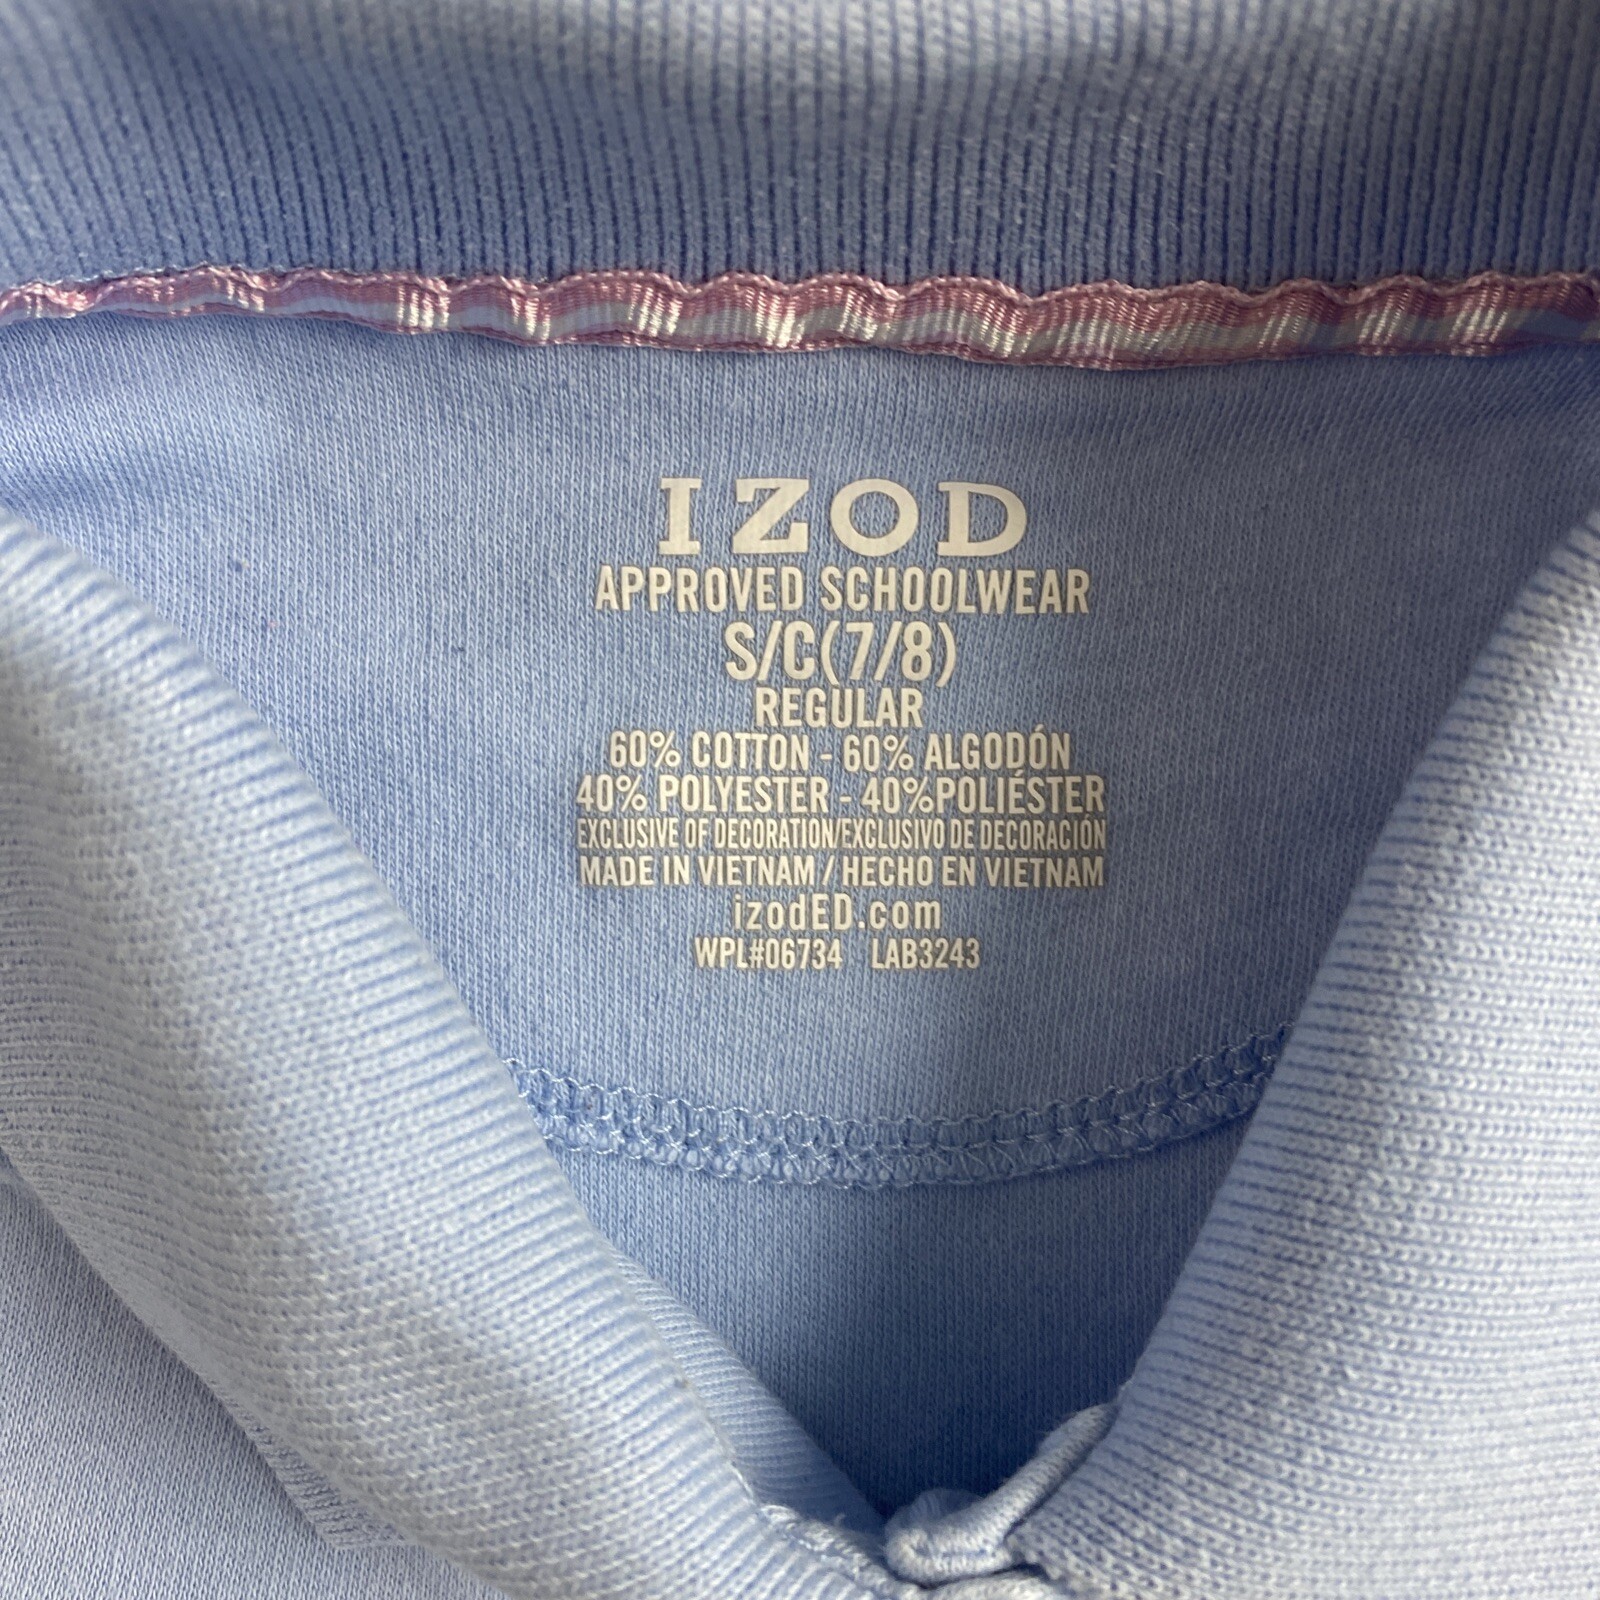 IZOD
APPROVED SCHOOLWEAR
S/C(7/8)
REGULAR
60% COTTON - 60% ALGODÓN
40% POLYESTER - 40%POLIÉSTER
EXCLUSIVE OF DECORATION/EXCLUSIVO DE DECORACIÓN
MADE IN VIETNAM / HECHO EN VIETNAM
izodED.com
WPL#06734 LAB3243